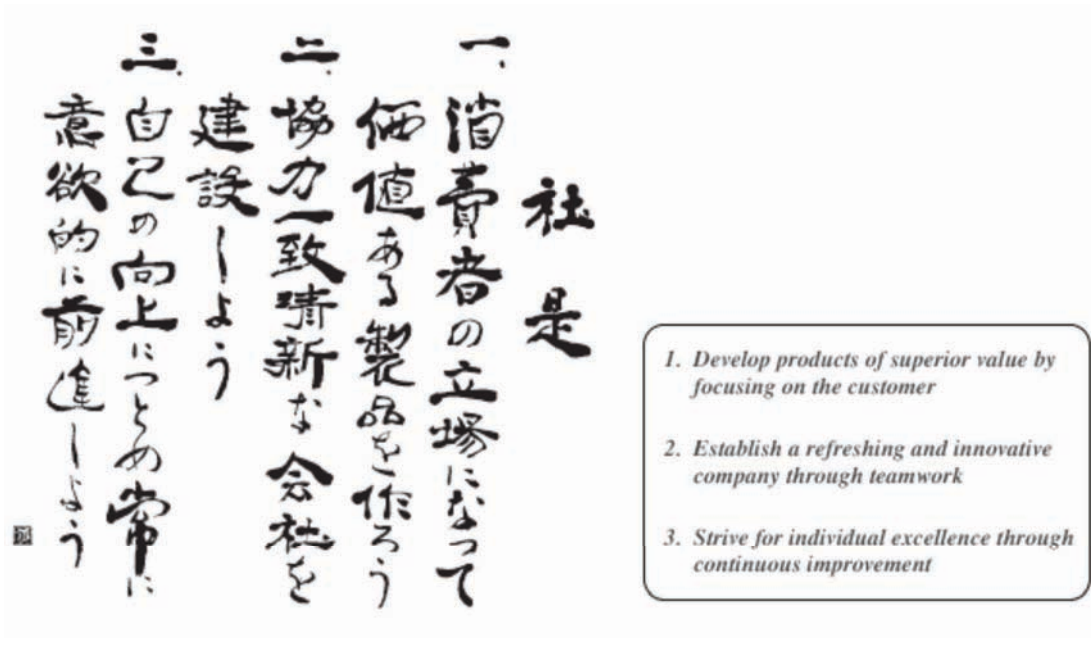 社是
一、消費者の立場になって
価値ある製品を作ろう
二、協力一致清新な会社を
建設しよう
三、自己の向上につとめ常に
意欲的に前進しよう
1. Develop products of superior value by
focusing on the customer
2. Establish a refreshing and innovative
company through teamwork
3. Strive for individual excellence through
continuous improvement